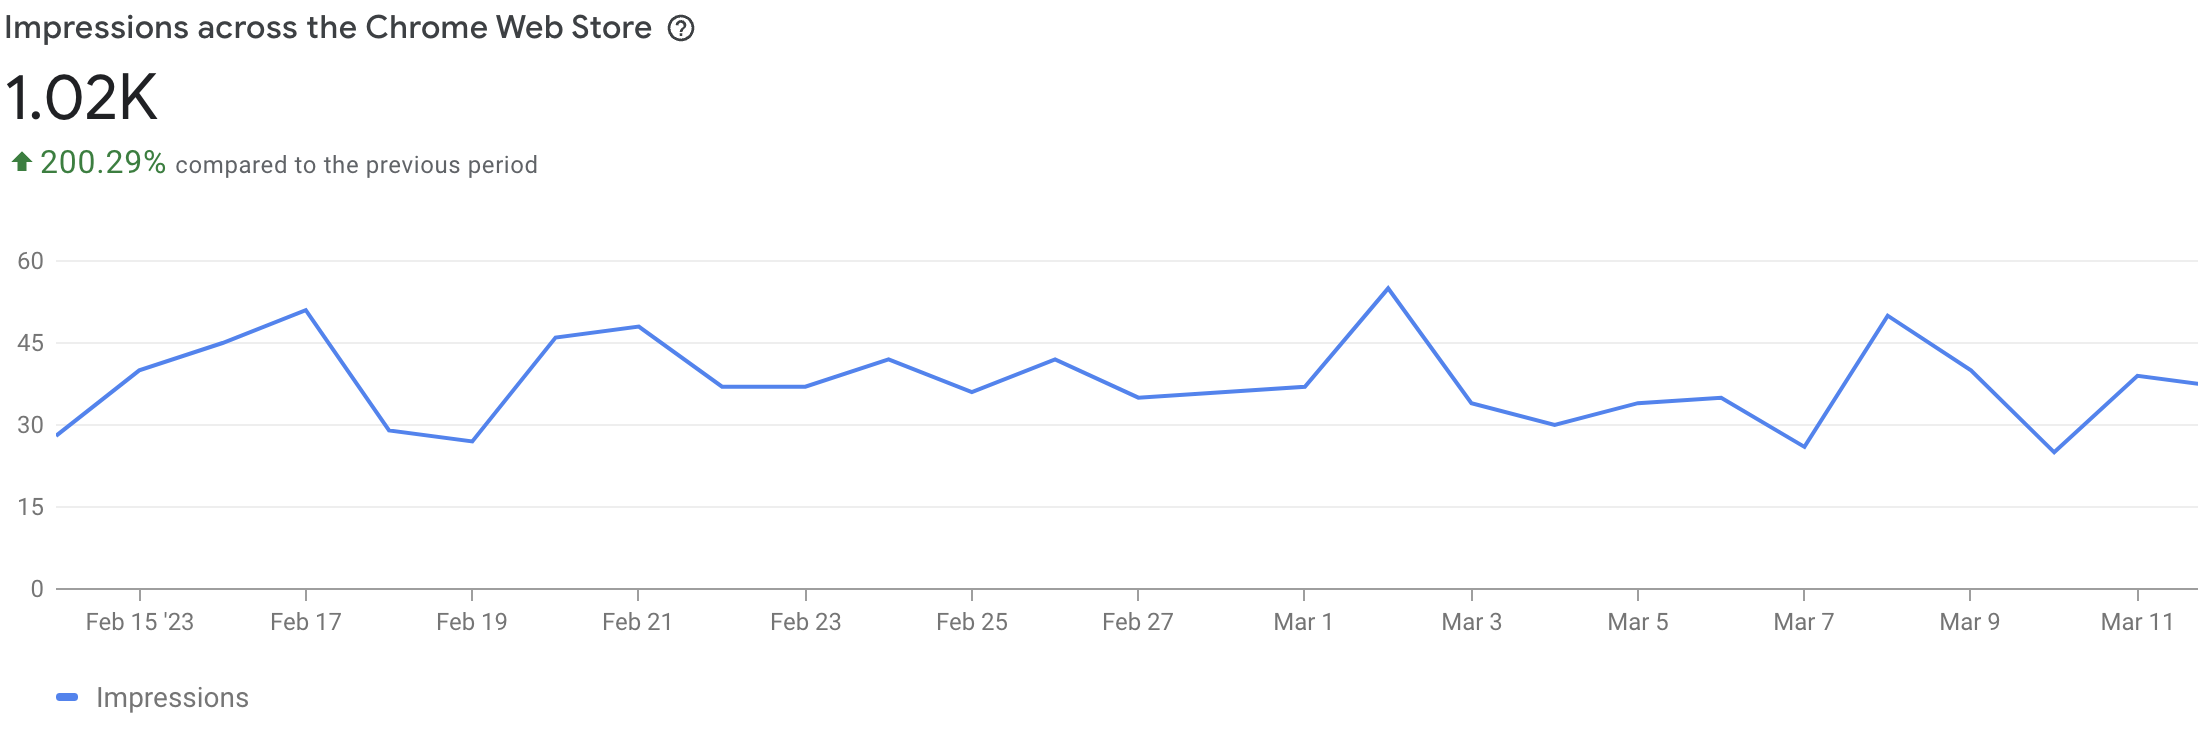 Impressions across the Chrome Web Store
1.02K
200.29% compared to the previous period
60
45
30
15
0
Feb 15 '23 Feb 17 Feb 19 Feb 21 Feb 23 Feb 25 Feb 27 Mar 1 Mar 3 Mar 5 Mar 7 Mar 9 Mar 11
Impressions